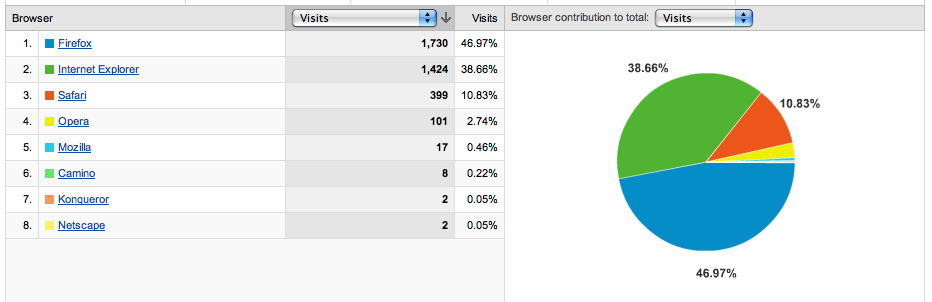 Browser Visits Visits Browser contribution to total: Visits
1. Firefox 1,730 46.97%
2. Internet Explorer 1,424 38.66%
3. Safari 399 10.83%
4. Opera 101 2.74%
5. Mozilla 17 0.46%
6. Camino 8 0.22%
7. Konqueror 2 0.05%
8. Netscape 2 0.05%
38.66%
10.83%
46.97%